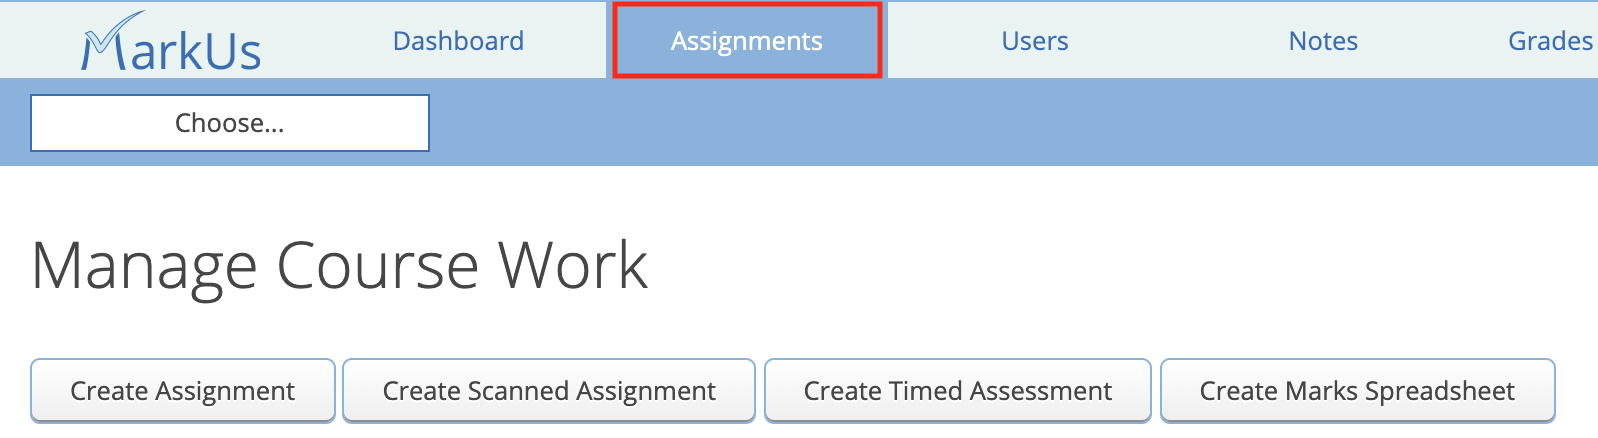 MarkUs Dashboard Assignments Users Notes Grades
Choose...
Manage Course Work
Create Assignment Create Scanned Assignment Create Timed Assessment Create Marks Spreadsheet